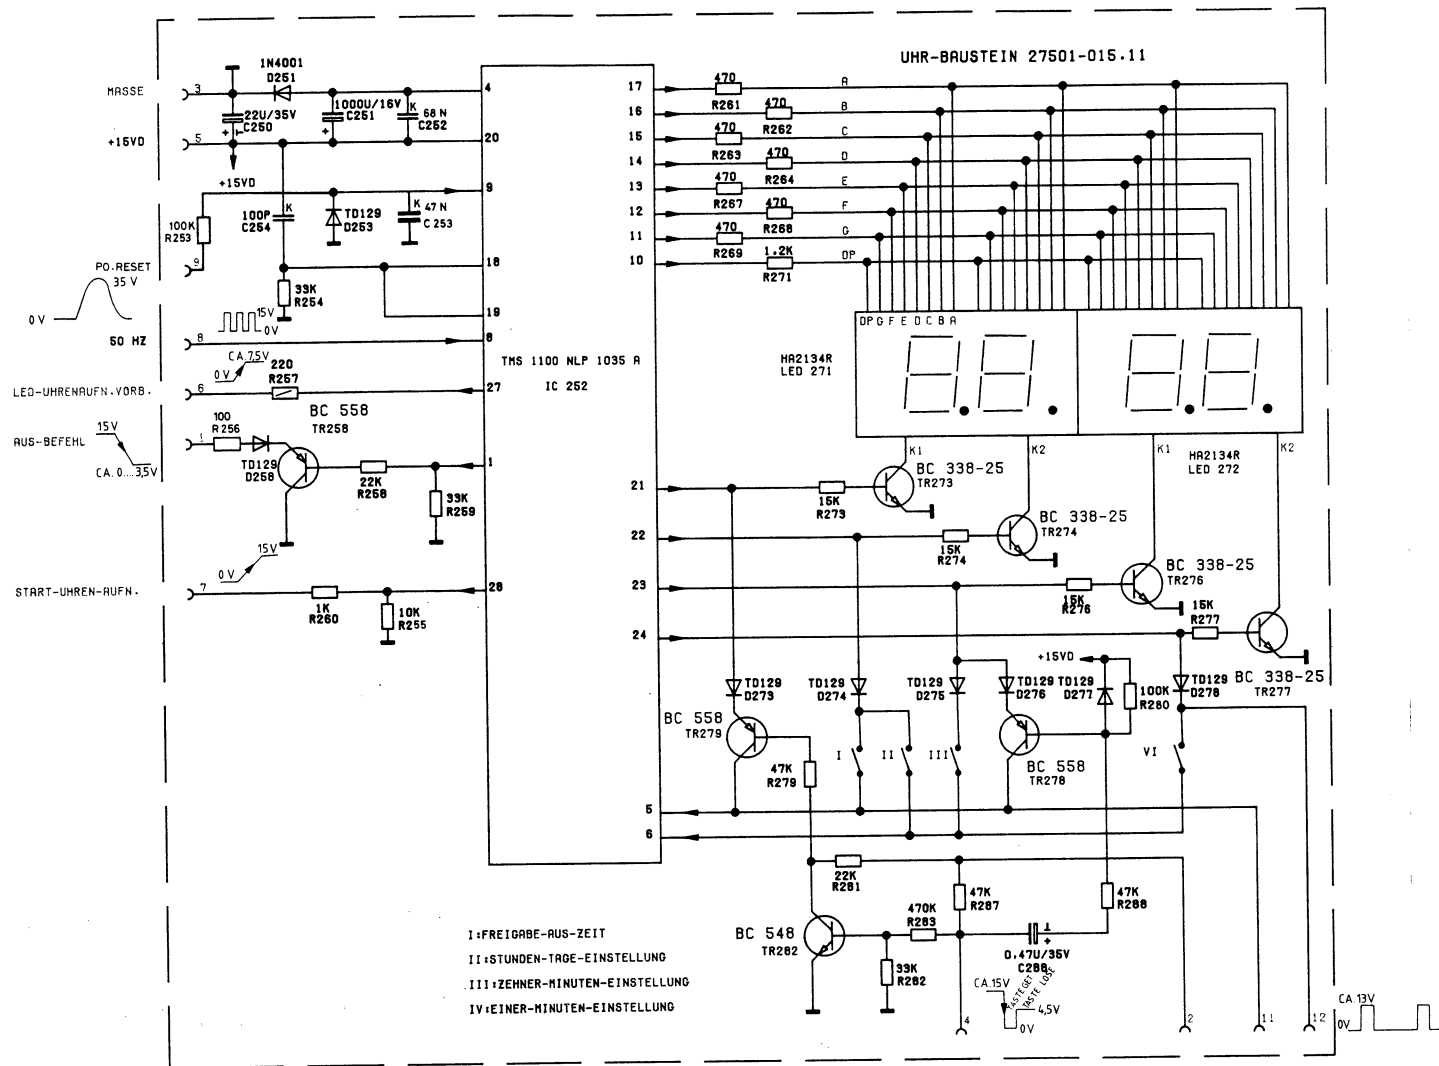 UHR-BAUSTEIN 27501-015.11
MASSE
3
1N4001
D251
22U/35V
C250
1000U/16V
C251
K
68 N
C252
4
+15VD
5
20
+15VD
100K
R253
9
PO.RESET
K
100P
C254
TD129
D253
K
47 N
C 253
9
18
33K
R254
19
35 V
0 V
15V
0V
50 HZ
8
8
CA.7,5V
0 V
LED-UHRENAUFN.VORB.
6
220
R257
27
TMS 1100 NLP 1035 A
IC 252
15V
AUS-BEFEHL
CA. 0....3,5V
1
100
R256
TD129
D258
BC 558
TR258
22K
R258
33K
R259
1
15V
0 V
START-UHREN-AUFN.
7
1K
R260
10K
R255
28
17
470
R261
A
16
470
R262
B
15
470
R263
C
14
470
R264
D
13
470
R267
E
12
470
R268
F
11
470
R269
G
10
1.2K
R271
DP
DP G F E D C B A
HA2134R
LED 271
K1
K2
K1
K2
HA2134R
LED 272
21
15K
R273
BC 338-25
TR273
22
15K
R274
BC 338-25
TR274
23
15K
R276
BC 338-25
TR276
24
15K
R277
BC 338-25
TR277
TD129
D273
BC 558
TR279
TD129
D274
TD129
D275
TD129
D276
+15VD
TD129
D277
100K
R280
TD129
D278
47K
R279
I
II
III
BC 558
TR278
VI
5
6
22K
R281
47K
R287
47K
R288
BC 548
TR282
470K
R283
33K
R282
0.47U/35V
C288
CA.15V
TASTE GET
TASTE LOSE
4,5V
0V
4
2
11
12
CA.13V
0V
I:FREIGABE-AUS-ZEIT
II:STUNDEN-TAGE-EINSTELLUNG
III:ZEHNER-MINUTEN-EINSTELLUNG
IV:EINER-MINUTEN-EINSTELLUNG